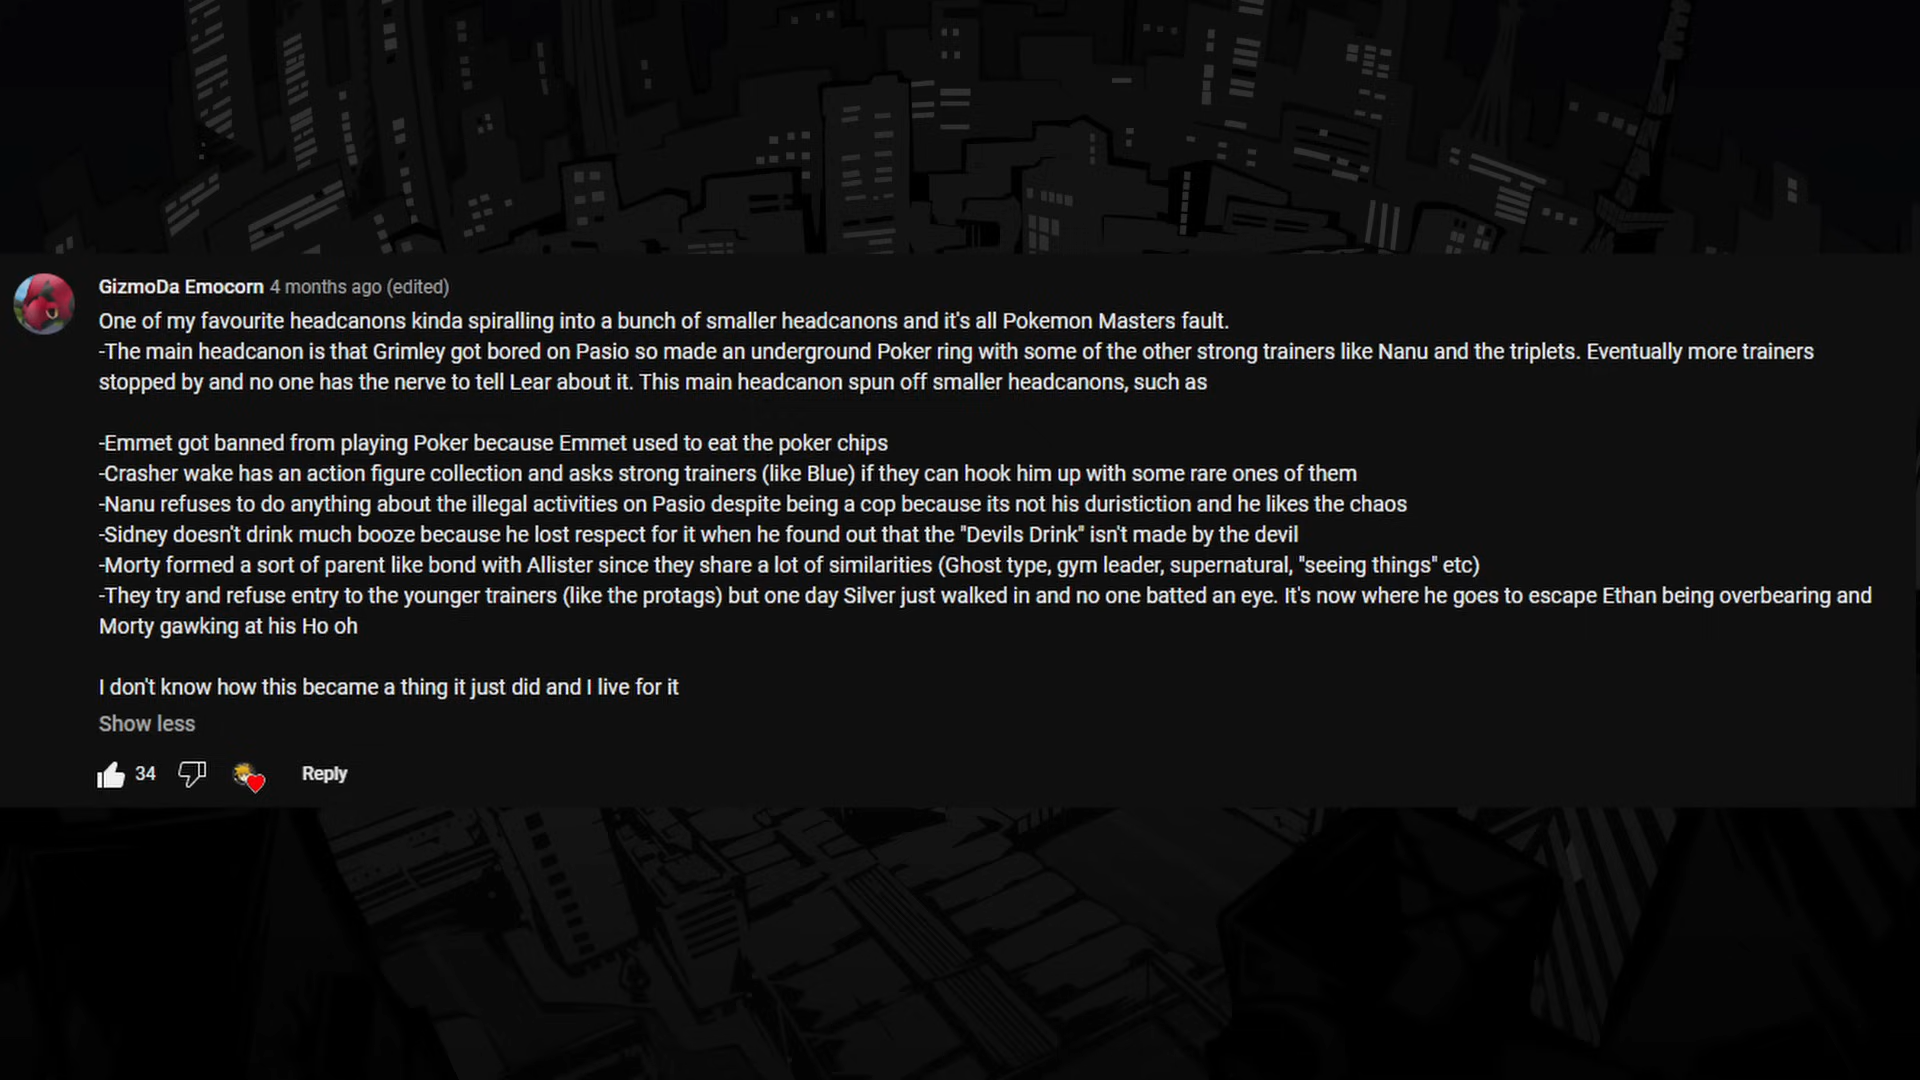 GizmoDa Emocorn 4 months ago (edited)
One of my favourite headcanons kinda spiralling into a bunch of smaller headcanons and it's all Pokemon Masters fault.
-The main headcanon is that Grimley got bored on Pasio so made an underground Poker ring with some of the other strong trainers like Nanu and the triplets. Eventually more trainers
stopped by and no one has the nerve to tell Lear about it. This main headcanon spun off smaller headcanons, such as
-Emmet got banned from playing Poker because Emmet used to eat the poker chips
-Crasher wake has an action figure collection and asks strong trainers (like Blue) if they can hook him up with some rare ones of them
-Nanu refuses to do anything about the illegal activities on Pasio despite being a cop because its not his duristiction and he likes the chaos
-Sidney doesn't drink much booze because he lost respect for it when he found out that the "Devils Drink" isn't made by the devil
-Morty formed a sort of parent like bond with Allister since they share a lot of similarities (Ghost type, gym leader, supernatural, "seeing things" etc)
-They try and refuse entry to the younger trainers (like the protags) but one day Silver just walked in and no one batted an eye. It's now where he goes to escape Ethan being overbearing and
Morty gawking at his Ho oh
I don't know how this became a thing it just did and I live for it
Show less
34 Reply